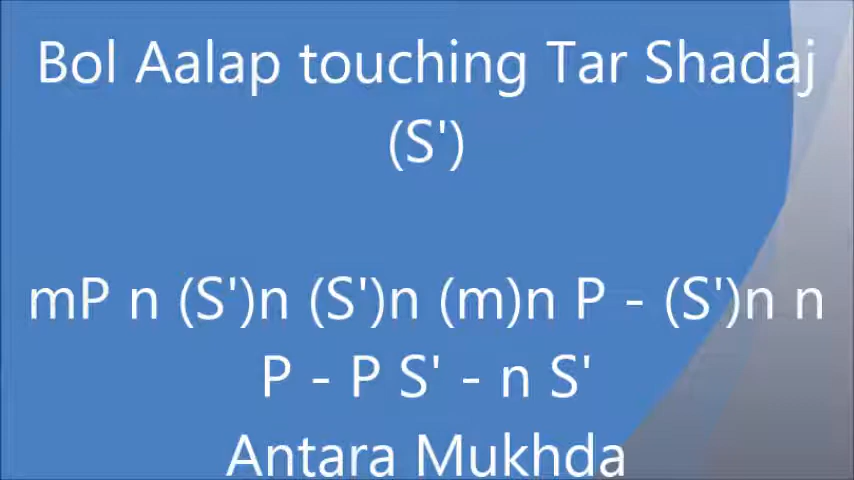 Bol Aalap touching Tar Shadaj
(S')
mP n (S')n (S')n (m)n P - (S')n n
P - P S' - n S'
Antara Mukhda